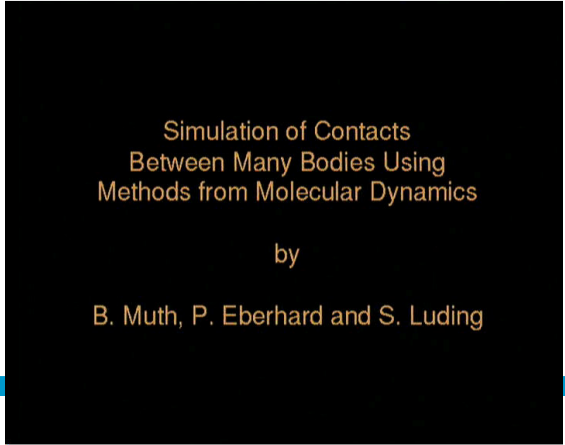 Simulation of Contacts
Between Many Bodies Using
Methods from Molecular Dynamics
by
B. Muth, P. Eberhard and S. Luding